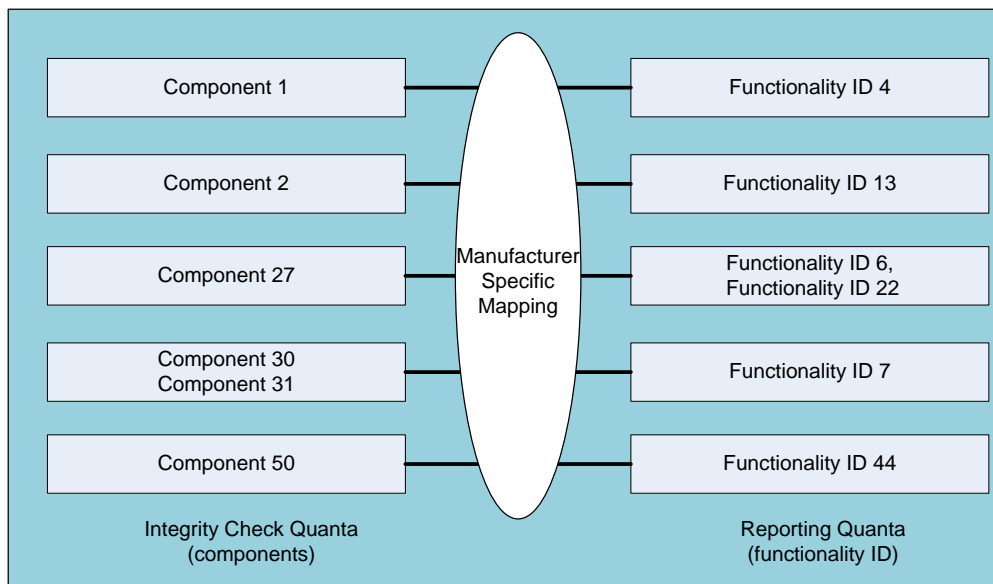 Component 1
Functionality ID 4
Component 2
Functionality ID 13
Component 27
Manufacturer
Specific
Mapping
Functionality ID 6,
Functionality ID 22
Component 30
Component 31
Functionality ID 7
Component 50
Functionality ID 44
Integrity Check Quanta
(components)
Reporting Quanta
(functionality ID)